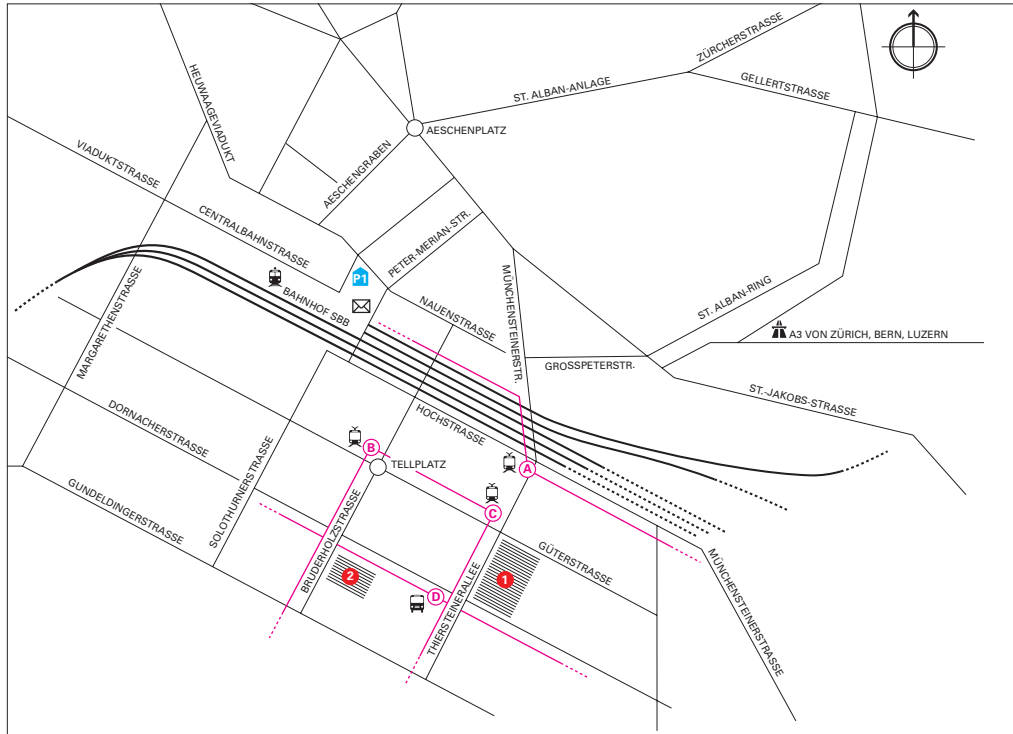 ZÜRCHERSTRASSE
GELLERTSTRASSE
ST. ALBAN-ANLAGE
HEUWAAGEVIADUKT
AESCHENPLATZ
VIADUKTSTRASSE
AESCHENGRABEN
CENTRALBAHNSTRASSE
PETER-MERIAN-STR.
P1
BAHNHOF SBB
NAUENSTRASSE
MÜNCHENSTEINERSTR.
ST. ALBAN-RING
MARGARETHENSTRASSE
A3 VON ZÜRICH, BERN, LUZERN
GROSSPETERSTR.
ST.-JAKOBS-STRASSE
DORNACHERSTRASSE
HOCHSTRASSE
B
TELLPLATZ
A
SOLOTHURNERSTRASSE
GUNDELDINGERSTRASSE
C
BRUDERHOLZSTRASSE
GÜTERSTRASSE
2
1
D
THIERSTEINERALLEE
MÜNCHENSTEINERSTRASSE